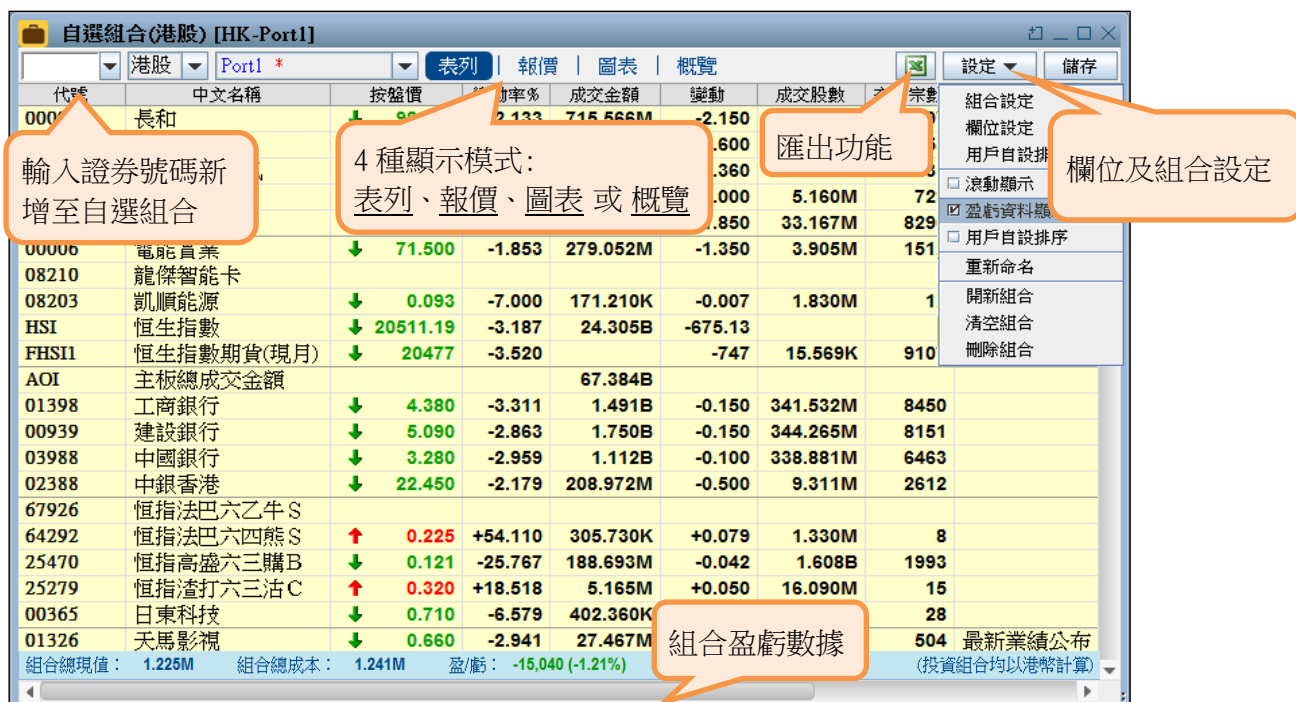 自選組合(港股) [HK-Port1]
港股 Port1 * 表列 | 報價 | 圖表 | 概覽 設定 儲存
代號 中文名稱 按盤價 率% 成交金額 變動 成交股數 宗數
長和 -2.133 715.566M -2.150
.600
.360
.000 5.160M 72
.850 33.167M 829
00006 電能實業 71.500 -1.853 279.052M -1.350 3.905M 151
08210 龍傑智能卡
08203 凱順能源 0.093 -7.000 171.210K -0.007 1.830M 1
HSI 恒生指數 20511.19 -3.187 24.305B -675.13
FHSI1 恒生指數期貨(現月) 20477 -3.520 -747 15.569K 910
AOI 主板總成交金額 67.384B
01398 工商銀行 4.380 -3.311 1.491B -0.150 341.532M 8450
00939 建設銀行 5.090 -2.863 1.750B -0.150 344.265M 8151
03988 中國銀行 3.280 -2.959 1.112B -0.100 338.881M 6463
02388 中銀香港 22.450 -2.179 208.972M -0.500 9.311M 2612
67926 恒指法巴六乙牛S
64292 恒指法巴六四熊S 0.225 +54.110 305.730K +0.079 1.330M 8
25470 恒指高盛六三購B 0.121 -25.767 188.693M -0.042 1.608B 1993
25279 恒指渣打六三沽C 0.320 +18.518 5.165M +0.050 16.090M 15
00365 日東科技 0.710 -6.579 402.360K 28
01326 天馬影視 0.660 -2.941 27.467M 504 最新業績公布
組合總現值： 1.225M 組合總成本： 1.241M 盈/虧： -15,040 (-1.21%) (投資組合均以港幣計算)
組合設定
欄位設定
用戶自設排
滾動顯示
盈虧資料顯
用戶自設排序
重新命名
開新組合
清空組合
刪除組合
輸入證券號碼新
增至自選組合
4 種顯示模式:
表列、報價、圖表 或 概覽
匯出功能
欄位及組合設定
組合盈虧數據